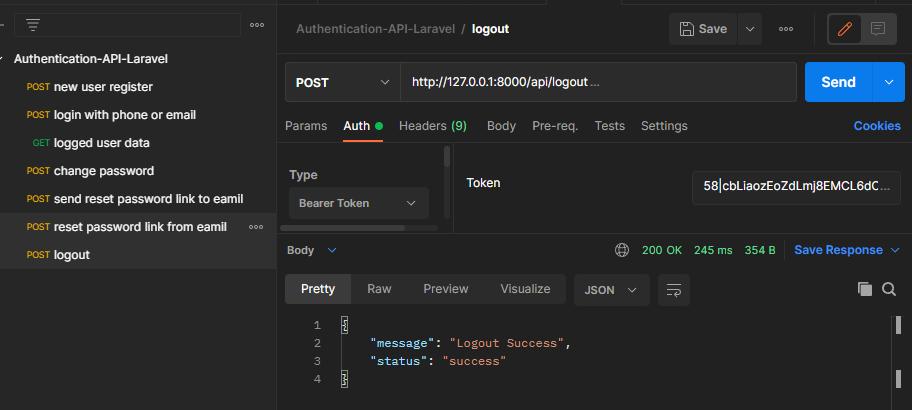 Authentication-API-Laravel
POST new user register
POST login with phone or email
GET logged user data
POST change password
POST send reset password link to eamil
POST reset password link from eamil
POST logout
Authentication-API-Laravel / logout
Save
POST
http://127.0.0.1:8000/api/logout...
Send
Params Auth Headers (9) Body Pre-req. Tests Settings Cookies
Type
Bearer Token
Token
58|cbLiaozEoZdLmj8EMCL6dC...
Body 200 OK 245 ms 354 B Save Response
Pretty Raw Preview Visualize JSON
1 {
2 "message": "Logout Success",
3 "status": "success"
4 }